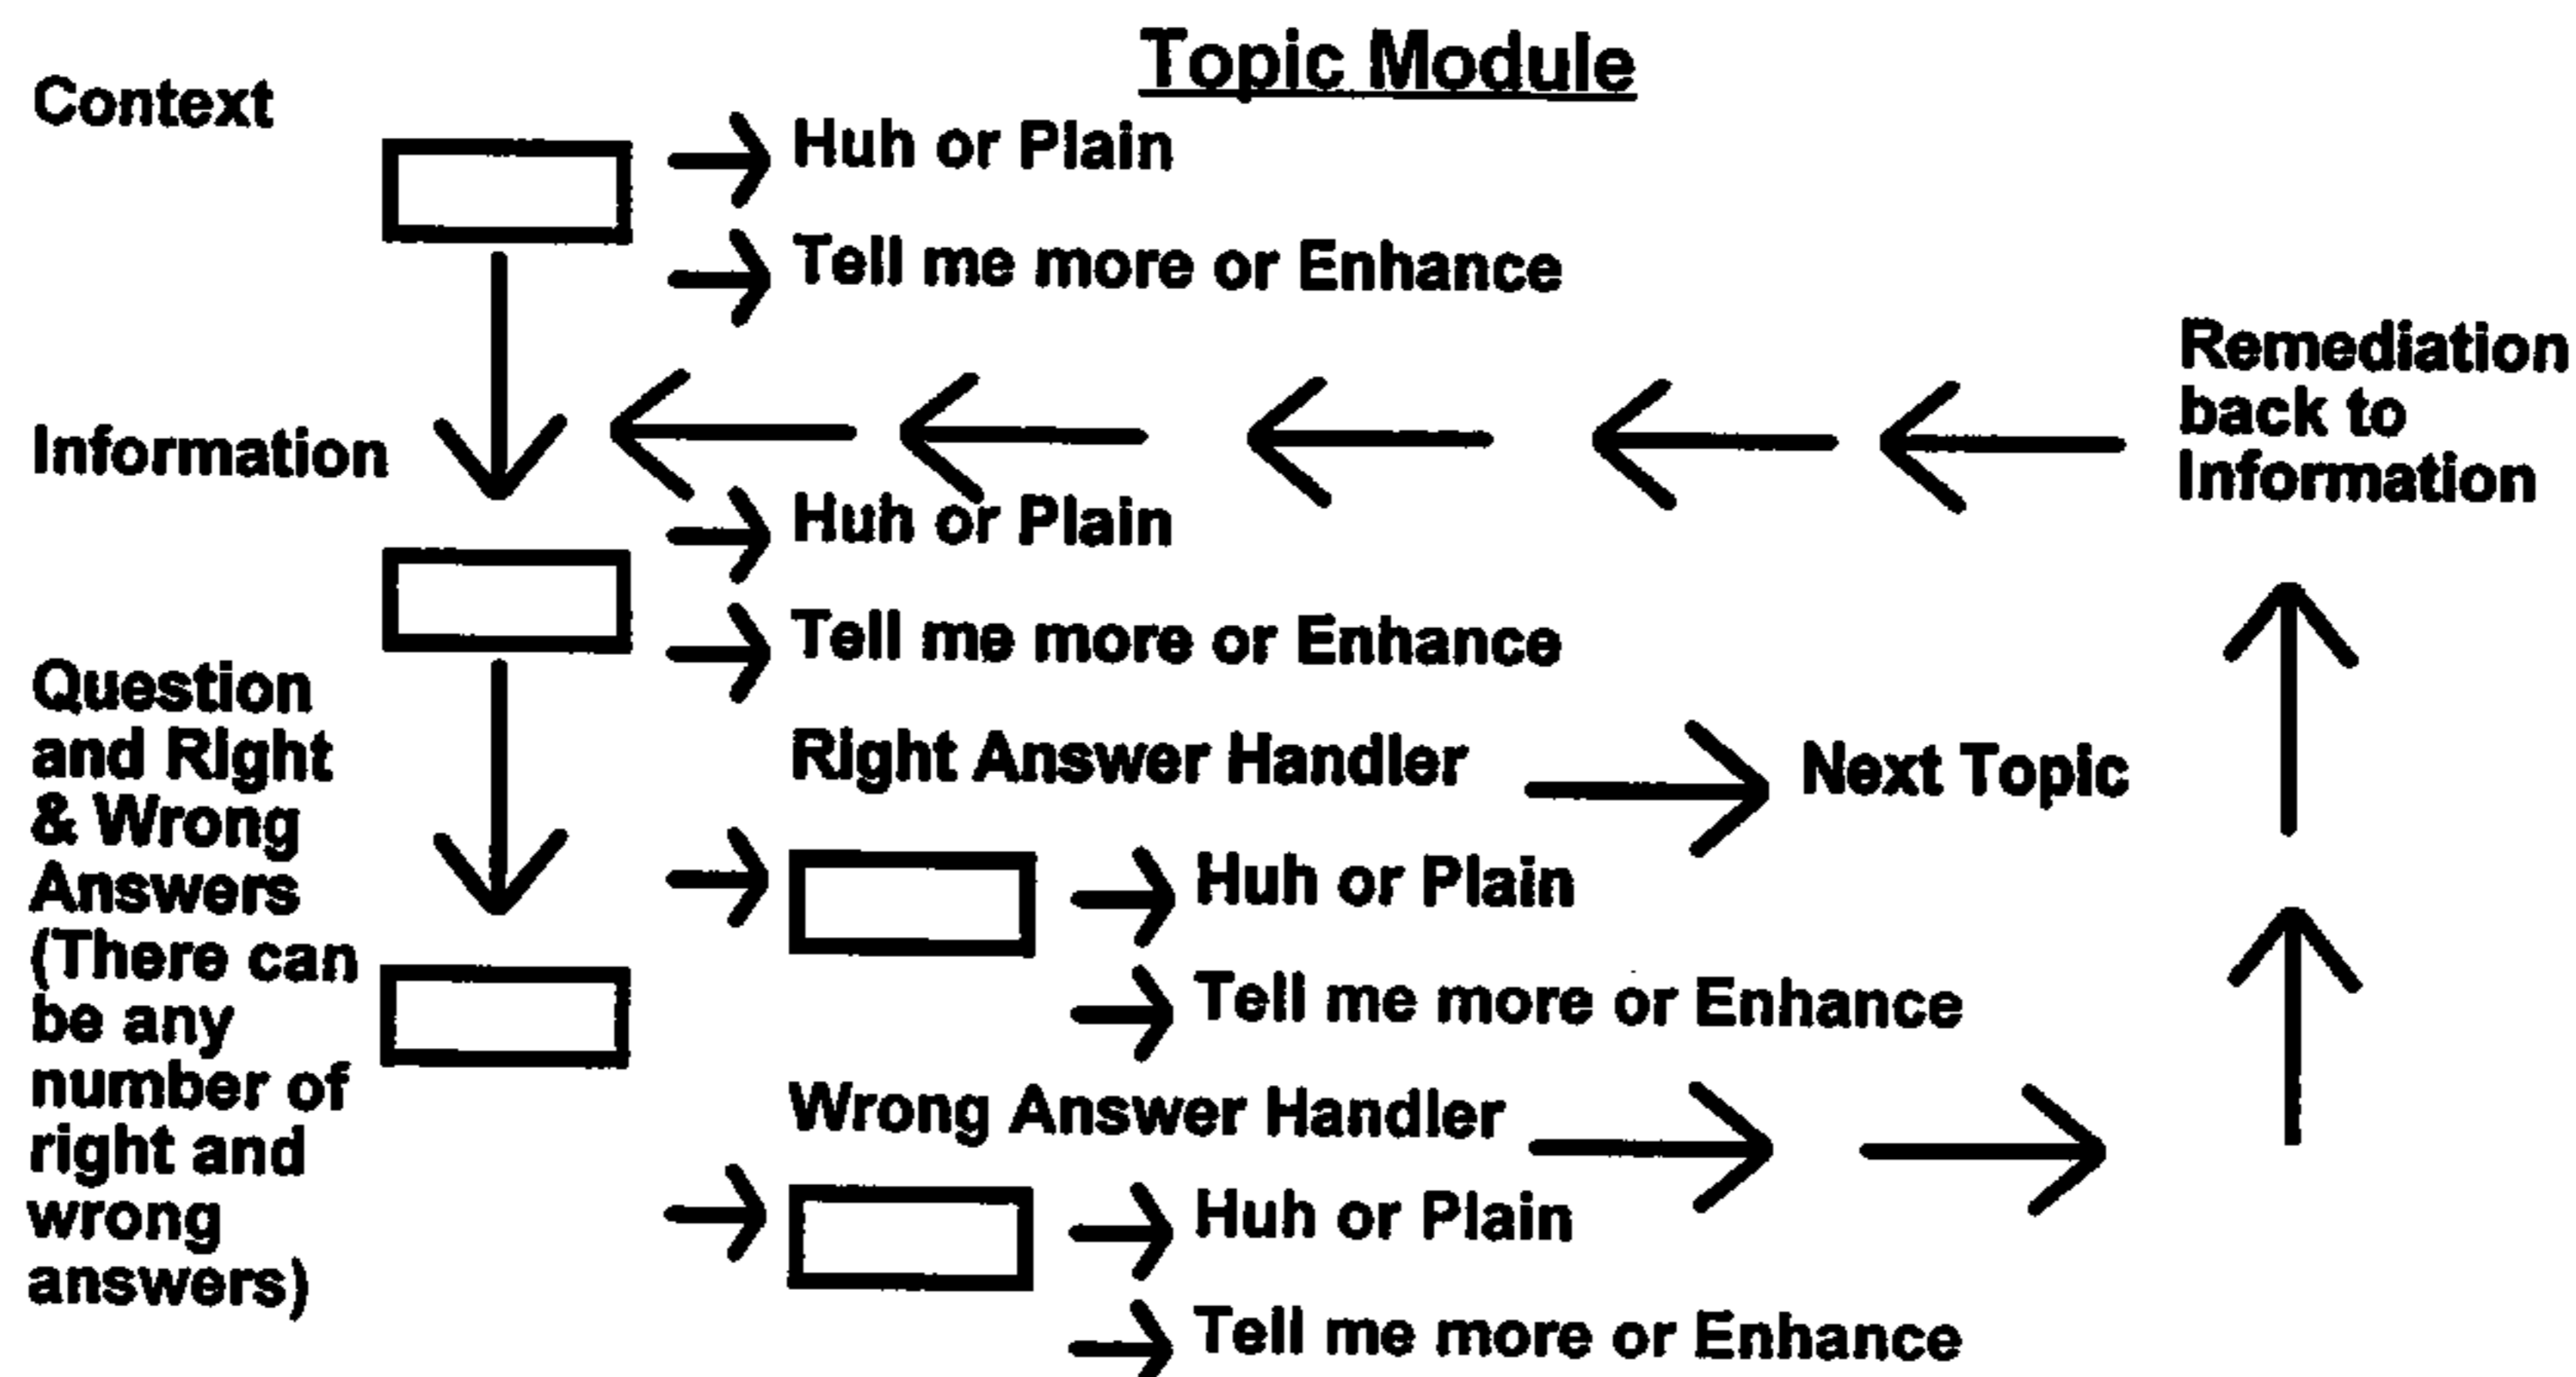 Topic Module
Context
Huh or Plain
Tell me more or Enhance
Remediation
back to
Information
Information
Huh or Plain
Tell me more or Enhance
Question
and Right
& Wrong
Answers
(There can
be any
number of
right and
wrong
answers)
Right Answer Handler
Next Topic
Huh or Plain
Tell me more or Enhance
Wrong Answer Handler
Huh or Plain
Tell me more or Enhance